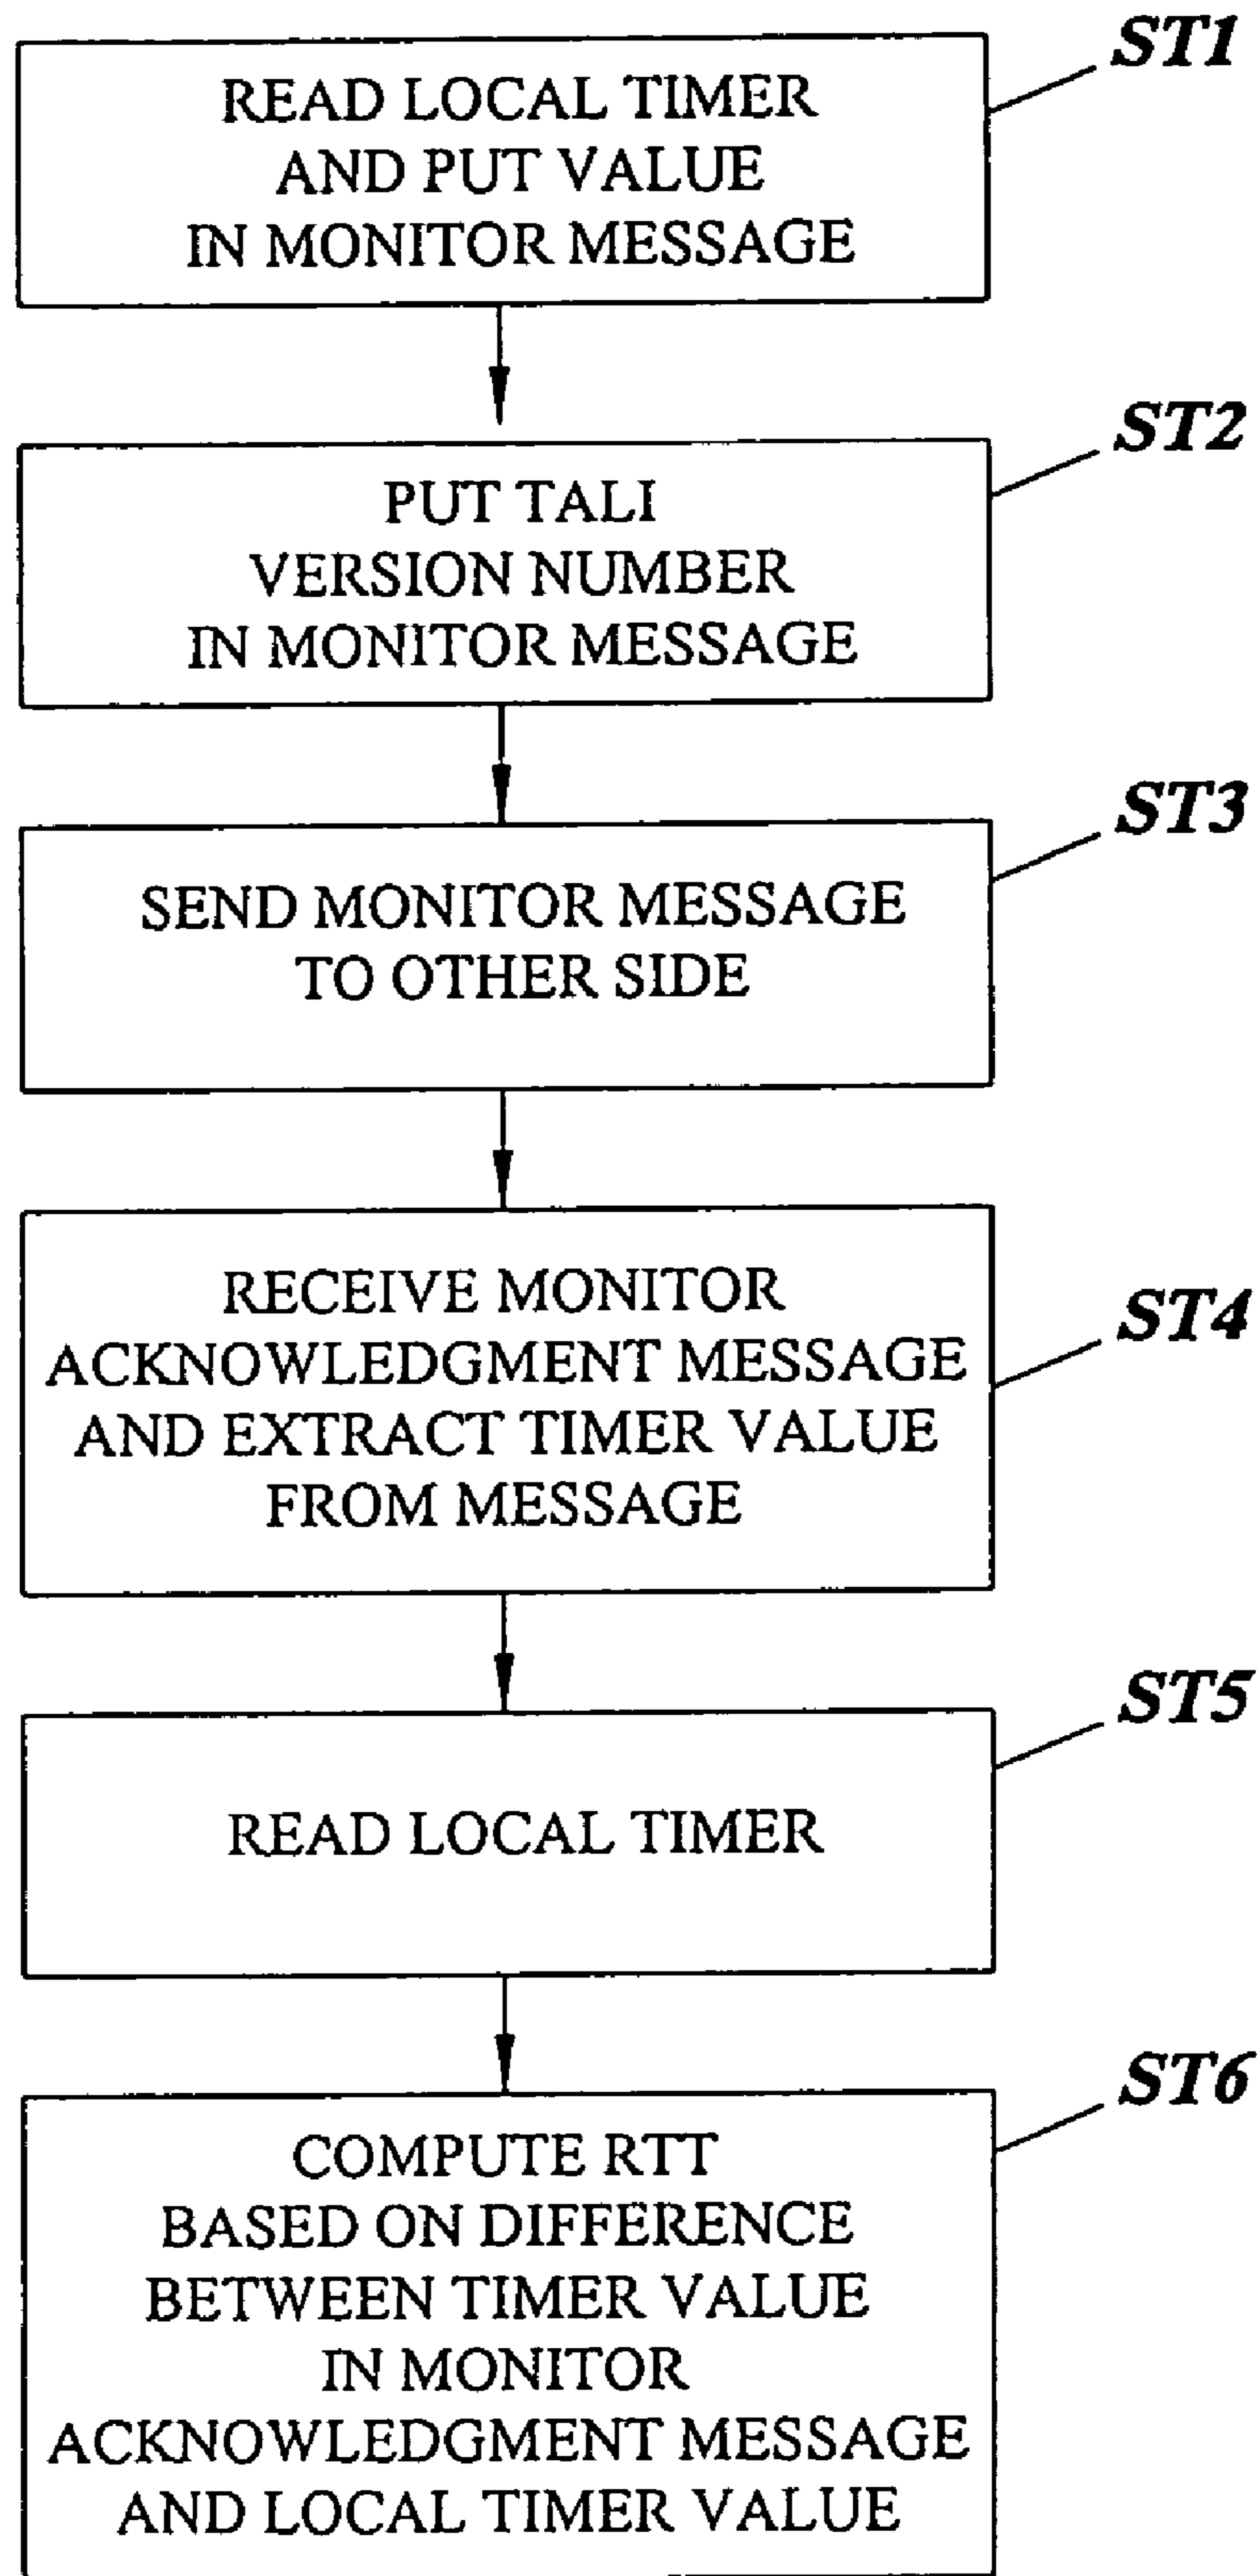 ST1
READ LOCAL TIMER
AND PUT VALUE
IN MONITOR MESSAGE
ST2
PUT TALI
VERSION NUMBER
IN MONITOR MESSAGE
ST3
SEND MONITOR MESSAGE
TO OTHER SIDE
ST4
RECEIVE MONITOR
ACKNOWLEDGMENT MESSAGE
AND EXTRACT TIMER VALUE
FROM MESSAGE
ST5
READ LOCAL TIMER
ST6
COMPUTE RTT
BASED ON DIFFERENCE
BETWEEN TIMER VALUE
IN MONITOR
ACKNOWLEDGMENT MESSAGE
AND LOCAL TIMER VALUE